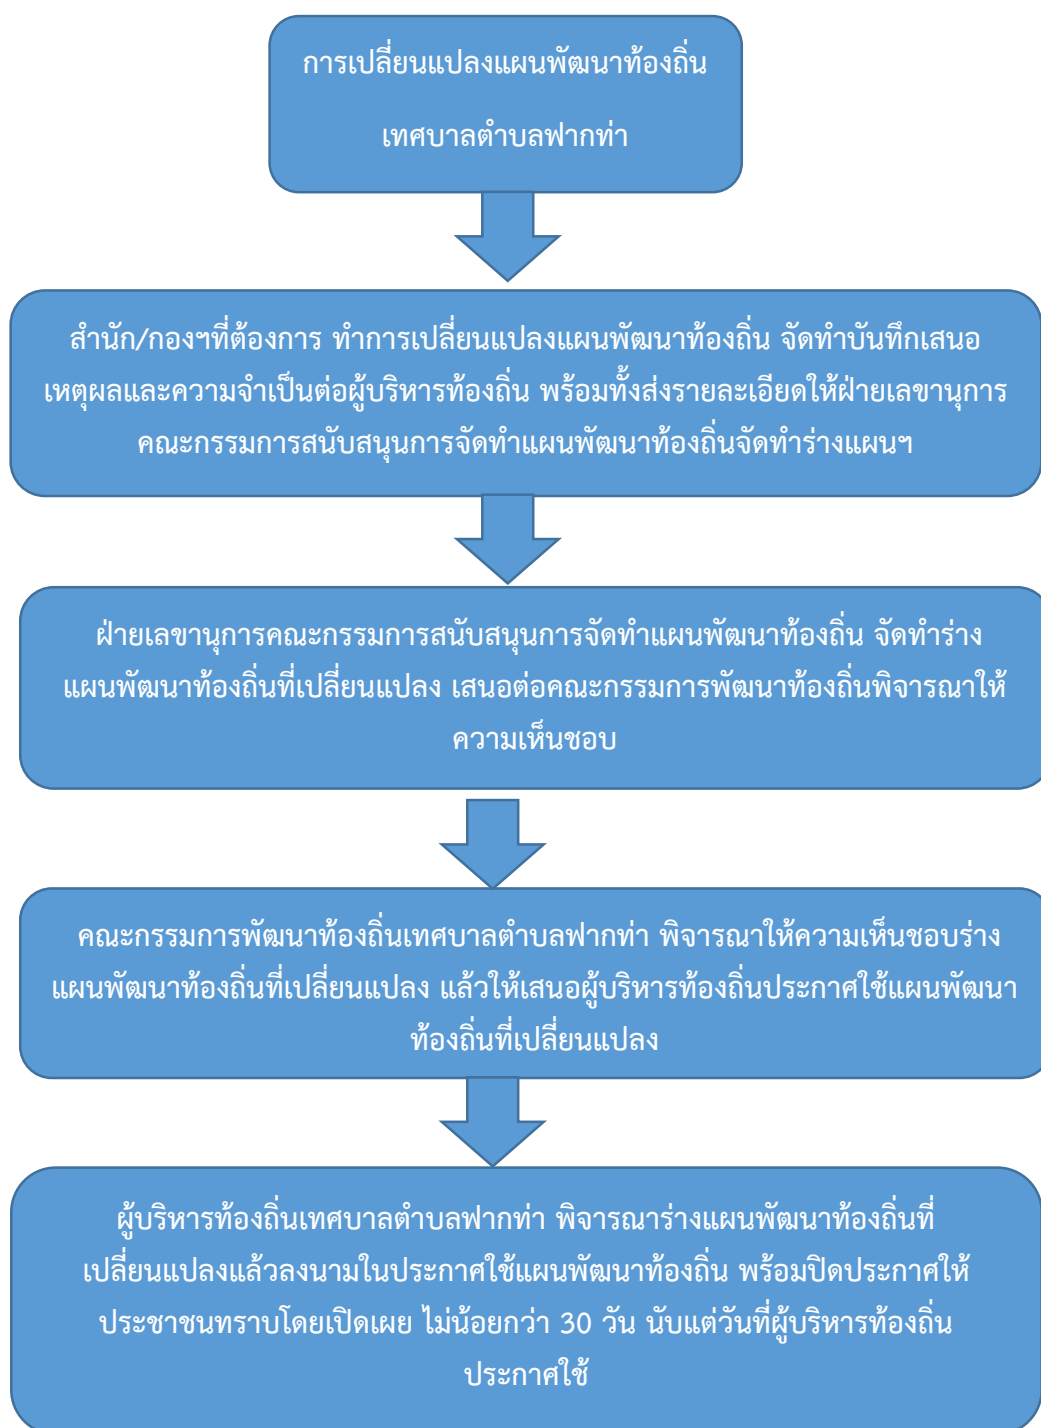 การเปลี่ยนแปลงแผนพัฒนาท้องถิ่น
เทศบาลตำบลฟากท่า
สำนัก/กองฯที่ต้องการ ทำการเปลี่ยนแปลงแผนพัฒนาท้องถิ่น จัดทำบันทึกเสนอ
เหตุผลและความจำเป็นต่อผู้บริหารท้องถิ่น พร้อมทั้งส่งรายละเอียดให้ฝ่ายเลขานุการ
คณะกรรมการสนับสนุนการจัดทำแผนพัฒนาท้องถิ่นจัดทำร่างแผนฯ
ฝ่ายเลขานุการคณะกรรมการสนับสนุนการจัดทำแผนพัฒนาท้องถิ่น จัดทำร่าง
แผนพัฒนาท้องถิ่นที่เปลี่ยนแปลง เสนอต่อคณะกรรมการพัฒนาท้องถิ่นพิจารณาให้
ความเห็นชอบ
คณะกรรมการพัฒนาท้องถิ่นเทศบาลตำบลฟากท่า พิจารณาให้ความเห็นชอบร่าง
แผนพัฒนาท้องถิ่นที่เปลี่ยนแปลง แล้วให้เสนอผู้บริหารท้องถิ่นประกาศใช้แผนพัฒนา
ท้องถิ่นที่เปลี่ยนแปลง
ผู้บริหารท้องถิ่นเทศบาลตำบลฟากท่า พิจารณาร่างแผนพัฒนาท้องถิ่นที่
เปลี่ยนแปลงแล้วลงนามในประกาศใช้แผนพัฒนาท้องถิ่น พร้อมปิดประกาศให้
ประชาชนทราบโดยเปิดเผย ไม่น้อยกว่า 30 วัน นับแต่วันที่ผู้บริหารท้องถิ่น
ประกาศใช้